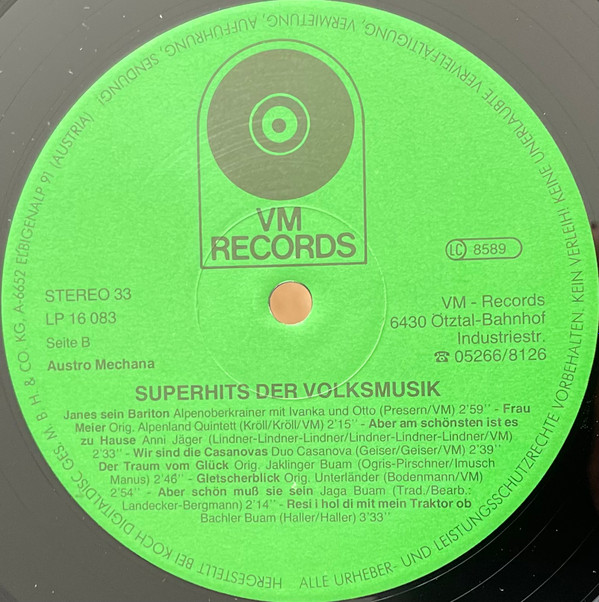 VM
RECORDS
LC 8589
STEREO 33
LP 16 083
Seite B
Austro Mechana
VM - Records
6430 Ötztal-Bahnhof
Industriestr.
☎ 05266/8126
SUPERHITS DER VOLKSMUSIK
Janes sein Bariton Alpenoberkrainer mit Ivanka und Otto (Presern/VM) 2'59" - Frau
Meier Orig. Alpenland Quintett (Kröll/Kröll/VM) 2'15" - Aber am schönsten ist es
zu Hause Anni Jäger (Lindner-Lindner-Lindner/Lindner-Lindner-Lindner/VM)
2'33" - Wir sind die Casanovas Duo Casanova (Geiser/Geiser/VM) 2'39"
Der Traum vom Glück Orig. Jaklinger Buam (Ogris-Pirschner/Imusch
Manus) 2'46" - Gletscherblick Orig. Unterländer (Bodenmann/VM)
2'54" - Aber schön muß sie sein Jaga Buam (Trad./Bearb.:
Landecker-Bergmann) 2'14" - Resi i hol di mit mein Traktor ob
Bachler Buam (Haller/Haller) 3'33"
HERGESTELLT BEI KOCH DIGITALDISC GES. M. B H & CO. KG, A-6652 ELBIGENALP 91 (AUSTRIA)
ALLE URHEBER- UND LEISTUNGSSCHUTZRECHTE VORBEHALTEN. KEIN VERLEIH! KEINE UNERLAUBTE VERVIELFÄLTIGUNG, VERMIETUNG, AUFFÜHRUNG, SENDUNG!